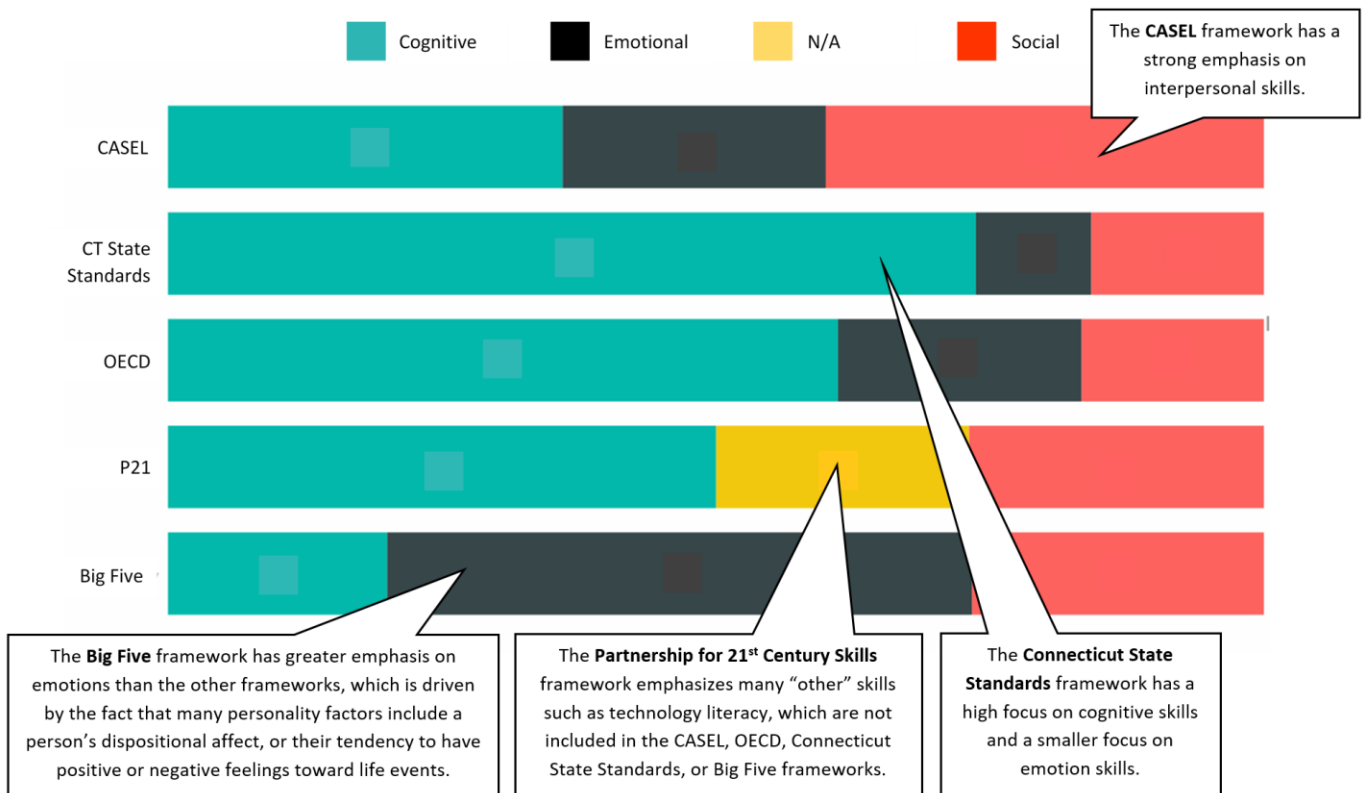 Cognitive
Emotional
N/A
Social
The CASEL framework has a
strong emphasis on
interpersonal skills.
CASEL
CT State
Standards
OECD
P21
Big Five
The Big Five framework has greater emphasis on
emotions than the other frameworks, which is driven
by the fact that many personality factors include a
person’s dispositional affect, or their tendency to have
positive or negative feelings toward life events.
The Partnership for 21st Century Skills
framework emphasizes many “other” skills
such as technology literacy, which are not
included in the CASEL, OECD, Connecticut
State Standards, or Big Five frameworks.
The Connecticut State
Standards framework has a
high focus on cognitive skills
and a smaller focus on
emotion skills.